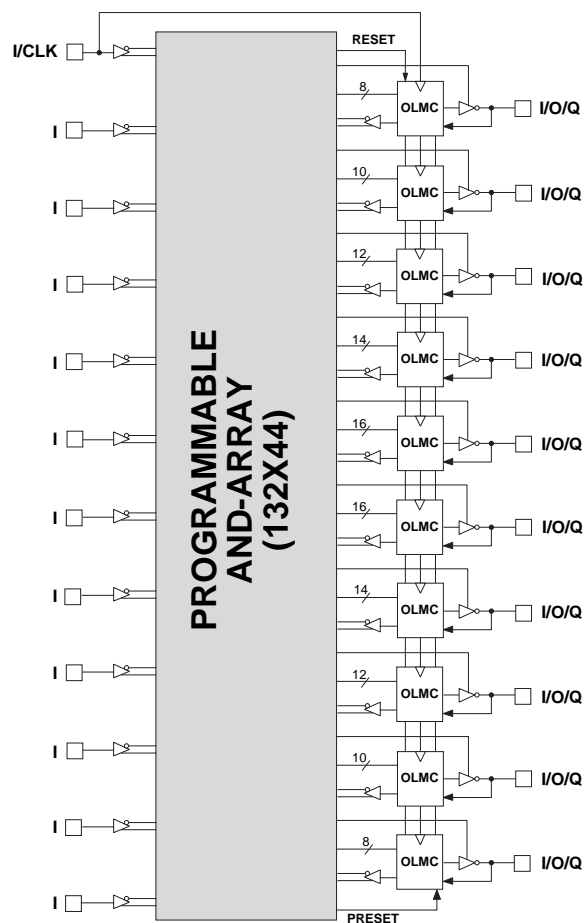 RESET
I/CLK
8
OLMC
I/O/Q
I
10
OLMC
I/O/Q
I
12
OLMC
I/O/Q
I
14
OLMC
I/O/Q
I
16
OLMC
I/O/Q
I
PROGRAMMABLE
AND-ARRAY
(132X44)
16
OLMC
I/O/Q
I
14
OLMC
I/O/Q
I
12
OLMC
I/O/Q
I
10
OLMC
I/O/Q
I
8
OLMC
I/O/Q
I
I
PRESET